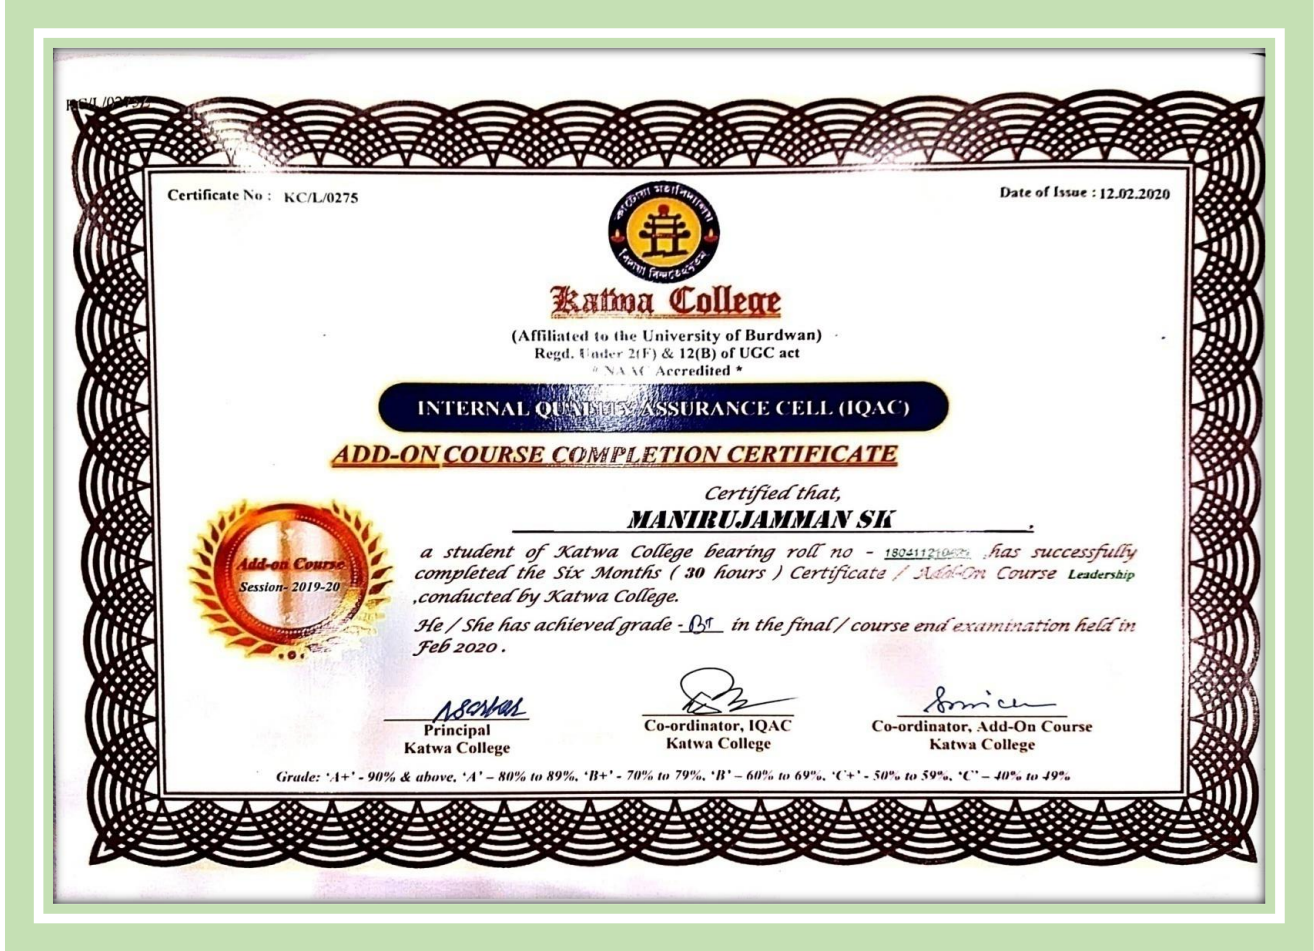 Certificate No : KC/L/0275
Date of Issue : 12.02.2020
Katwa College
(Affiliated to the University of Burdwan)
Regd. Under 2(F) & 12(B) of UGC act
* NAAC Accredited *
INTERNAL QUALITY ASSURANCE CELL (IQAC)
ADD-ON COURSE COMPLETION CERTIFICATE
Certified that,
MANIRUJAMMAN SK ,
Add-on Course
Session- 2019-20
a student of Katwa College bearing roll no - ,has successfully
completed the Six Months ( 30 hours ) Certificate / Add-On Course Leadership
,conducted by Katwa College.
He / She has achieved grade - B+ in the final / course end examination held in
Feb 2020 .
Principal
Katwa College
Co-ordinator, IQAC
Katwa College
Co-ordinator, Add-On Course
Katwa College
Grade: 'A+' - 90% & above, 'A' – 80% to 89%, 'B+' - 70% to 79%, 'B' – 60% to 69%, 'C+' - 50% to 59%, 'C' – 40% to 49%